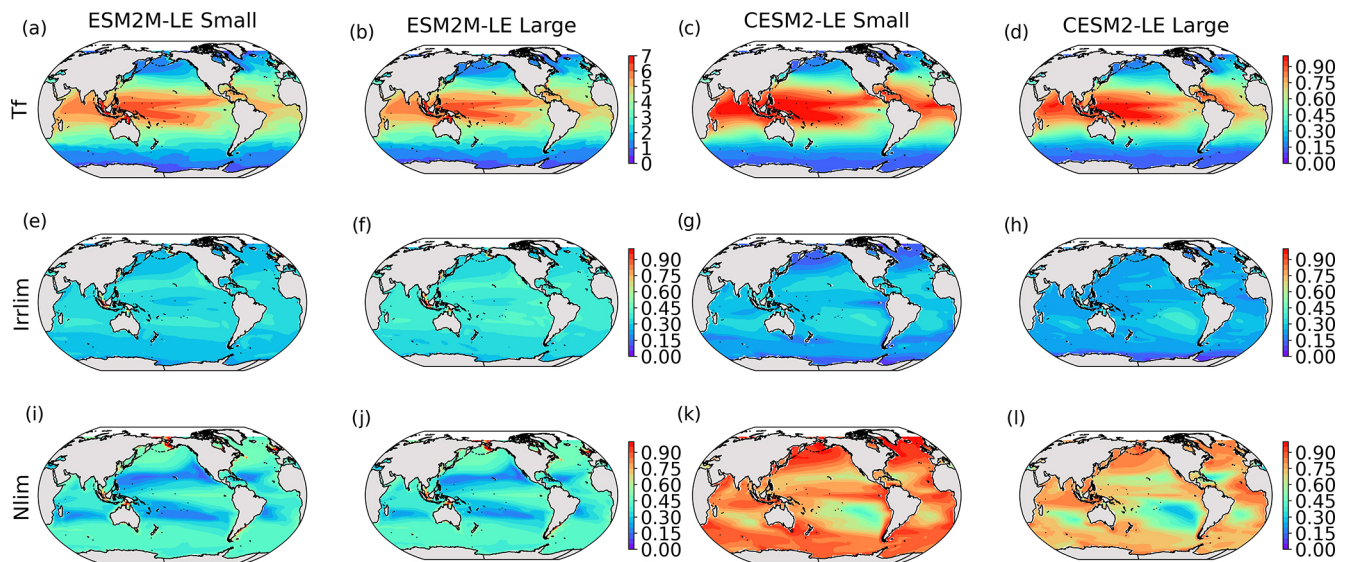 ESM2M-LE Small
ESM2M-LE Large
CESM2-LE Small
CESM2-LE Large
(a)
(b)
(c)
(d)
Tf
7
6
5
4
3
2
1
0
0.90
0.75
0.60
0.45
0.30
0.15
0.00
(e)
(f)
(g)
(h)
Irrlim
0.90
0.75
0.60
0.45
0.30
0.15
0.00
0.90
0.75
0.60
0.45
0.30
0.15
0.00
(i)
(j)
(k)
(l)
Nlim
0.90
0.75
0.60
0.45
0.30
0.15
0.00
0.90
0.75
0.60
0.45
0.30
0.15
0.00